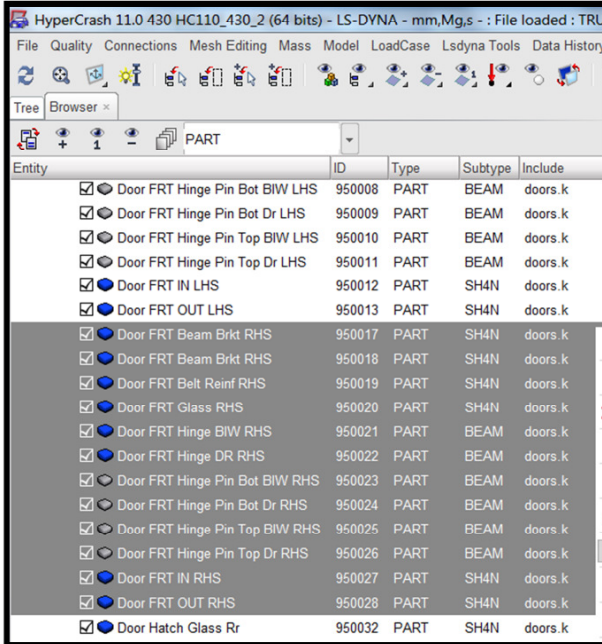 HyperCrash 11.0 430 HC110_430_2 (64 bits) - LS-DYNA - mm,Mg,s - : File loaded : TRU
File Quality Connections Mesh Editing Mass Model LoadCase Lsdyna Tools Data History
Tree Browser ×
1 PART
Entity ID Type Subtype Include
Door FRT Hinge Pin Bot BIW LHS 950008 PART BEAM doors.k
Door FRT Hinge Pin Bot Dr LHS 950009 PART BEAM doors.k
Door FRT Hinge Pin Top BIW LHS 950010 PART BEAM doors.k
Door FRT Hinge Pin Top Dr LHS 950011 PART BEAM doors.k
Door FRT IN LHS 950012 PART SH4N doors.k
Door FRT OUT LHS 950013 PART SH4N doors.k
Door FRT Beam Brkt RHS 950017 PART SH4N doors.k
Door FRT Beam Brkt RHS 950018 PART SH4N doors.k
Door FRT Belt Reinf RHS 950019 PART SH4N doors.k
Door FRT Glass RHS 950020 PART SH4N doors.k
Door FRT Hinge BIW RHS 950021 PART BEAM doors.k
Door FRT Hinge DR RHS 950022 PART BEAM doors.k
Door FRT Hinge Pin Bot BIW RHS 950023 PART BEAM doors.k
Door FRT Hinge Pin Bot Dr RHS 950024 PART BEAM doors.k
Door FRT Hinge Pin Top BIW RHS 950025 PART BEAM doors.k
Door FRT Hinge Pin Top Dr RHS 950026 PART BEAM doors.k
Door FRT IN RHS 950027 PART SH4N doors.k
Door FRT OUT RHS 950028 PART SH4N doors.k
Door Hatch Glass Rr 950032 PART SH4N doors.k